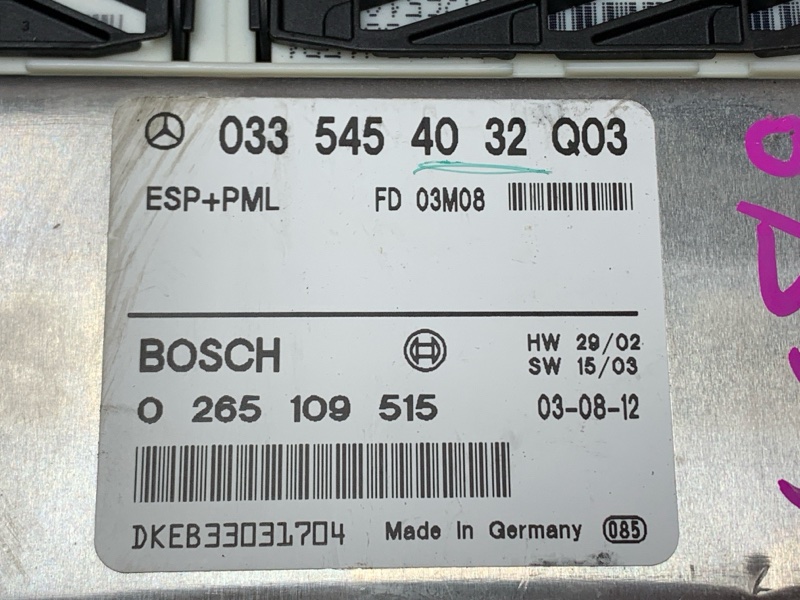 033 545 40 32 Q03
ESP+PML FD 03M08
BOSCH HW 29/02
SW 15/03
0 265 109 515 03-08-12
DKEB33031704 Made In Germany 085